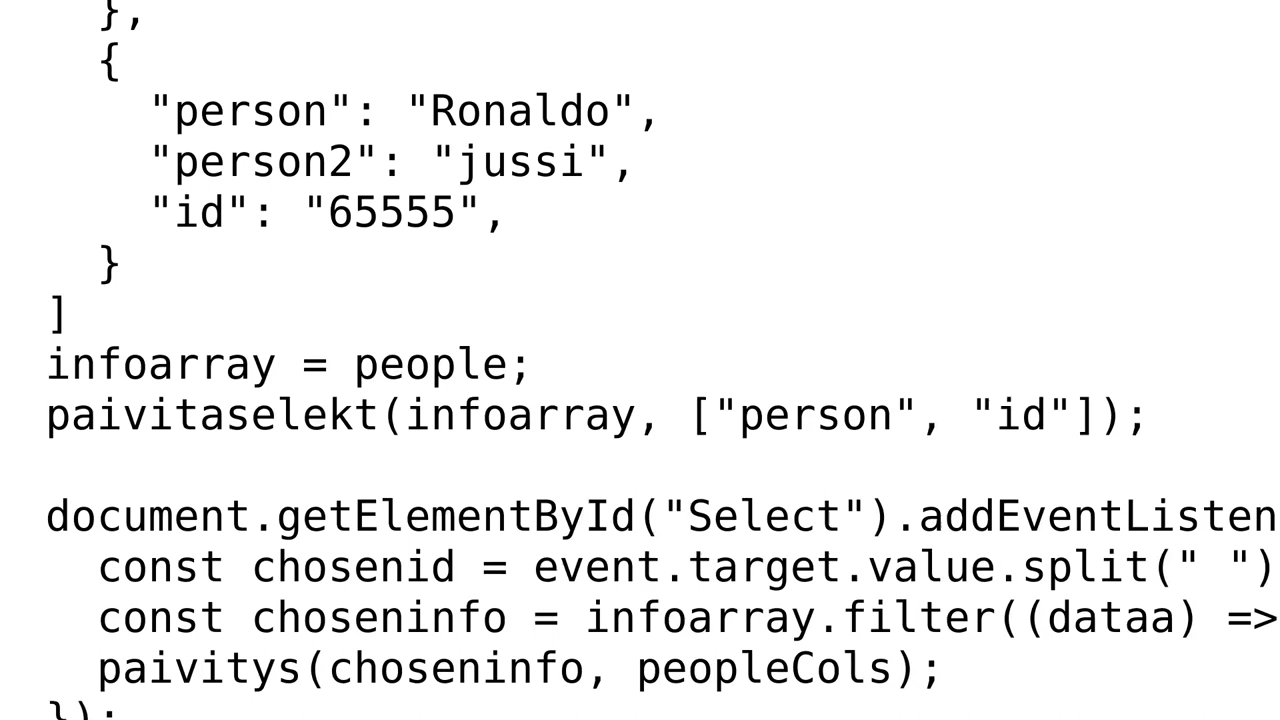 },
{
"person": "Ronaldo",
"person2": "jussi",
"id": "65555",
}
]
infoarray = people;
paivitaselekt(infoarray, ["person", "id"]);
document.getElementById("Select").addEventListen
const chosenid = event.target.value.split(" ")
const choseninfo = infoarray.filter((dataa) =>
paivitys(choseninfo, peopleCols);
});